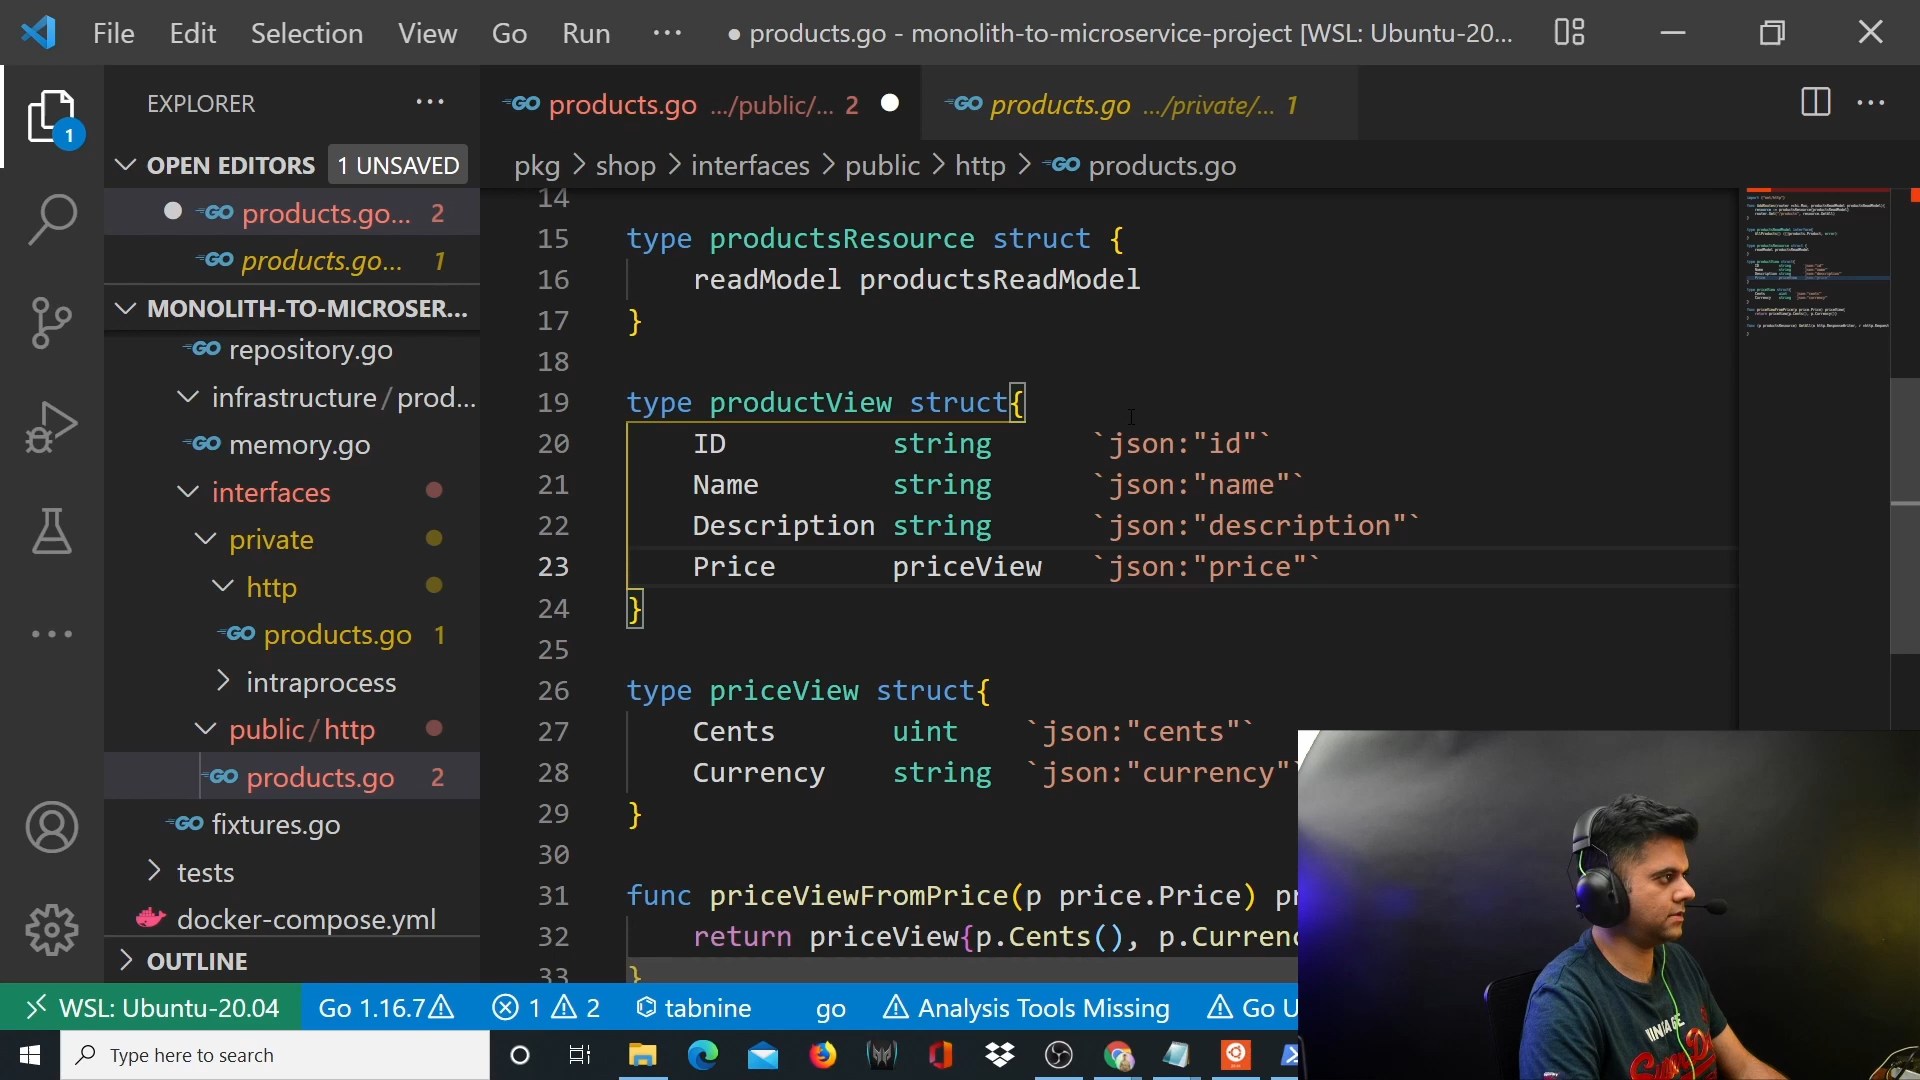 File Edit Selection View Go Run ··· ● products.go - monolith-to-microservice-project [WSL: Ubuntu-20...
EXPLORER ···
1
OPEN EDITORS 1 UNSAVED
products.go... 2
products.go... 1
MONOLITH-TO-MICROSER...
repository.go
infrastructure / prod...
memory.go
interfaces
private
http
products.go 1
intraprocess
public / http
products.go 2
fixtures.go
tests
docker-compose.yml
OUTLINE
GO products.go .../public/... 2 GO products.go .../private/... 1
pkg > shop > interfaces > public > http > GO products.go
14
15 type productsResource struct {
16 readModel productsReadModel
17 }
18
19 type productView struct{
20 ID string `json:"id"`
21 Name string `json:"name"`
22 Description string `json:"description"`
23 Price priceView `json:"price"`
24 }
25
26 type priceView struct{
27 Cents uint `json:"cents"`
28 Currency string `json:"currency"`
29 }
30
31 func priceViewFromPrice(p price.Price) pr
32 return priceView{p.Cents(), p.Currenc
33 }
WSL: Ubuntu-20.04 Go 1.16.7 1 2 tabnine go Analysis Tools Missing Go U
Type here to search